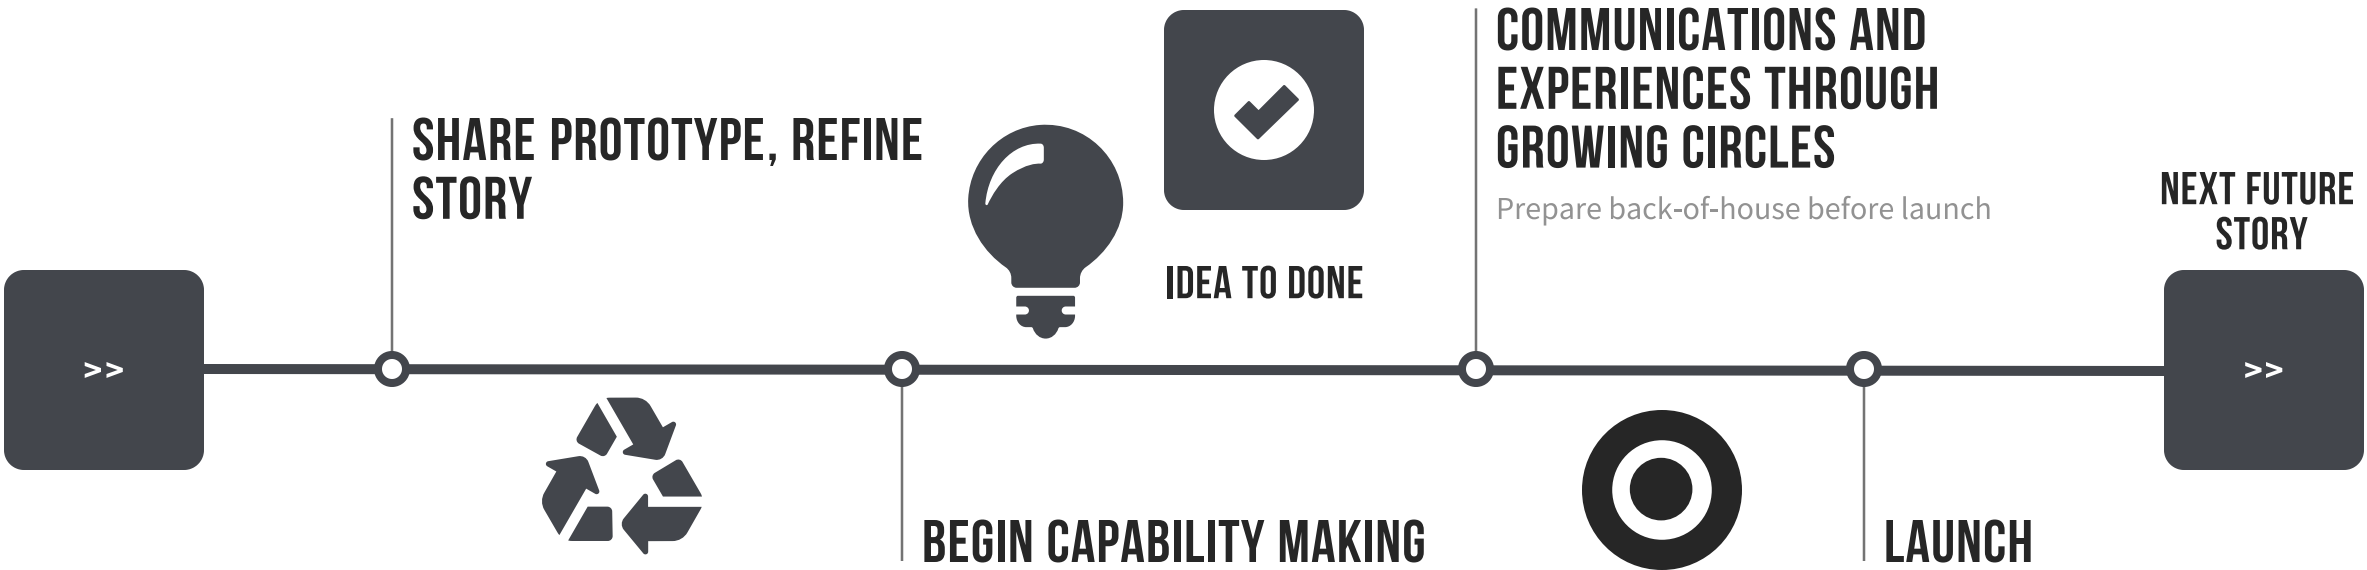 >>
SHARE PROTOTYPE, REFINE
STORY
BEGIN CAPABILITY MAKING
IDEA TO DONE
COMMUNICATIONS AND
EXPERIENCES THROUGH
GROWING CIRCLES
Prepare back-of-house before launch
LAUNCH
NEXT FUTURE
STORY
>>